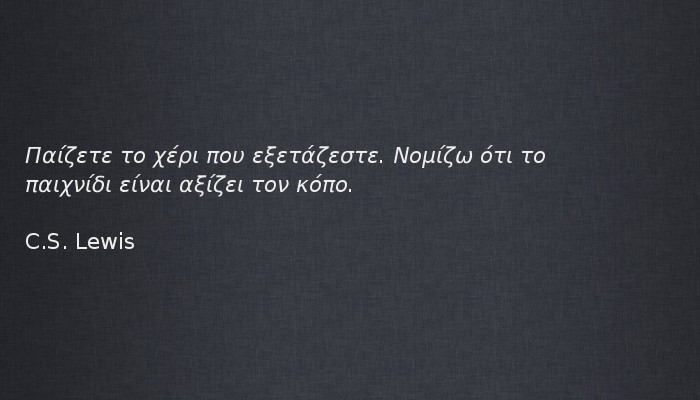 Παίζετε το χέρι που εξετάζεστε. Νομίζω ότι το
παιχνίδι είναι αξίζει τον κόπο.
C.S. Lewis